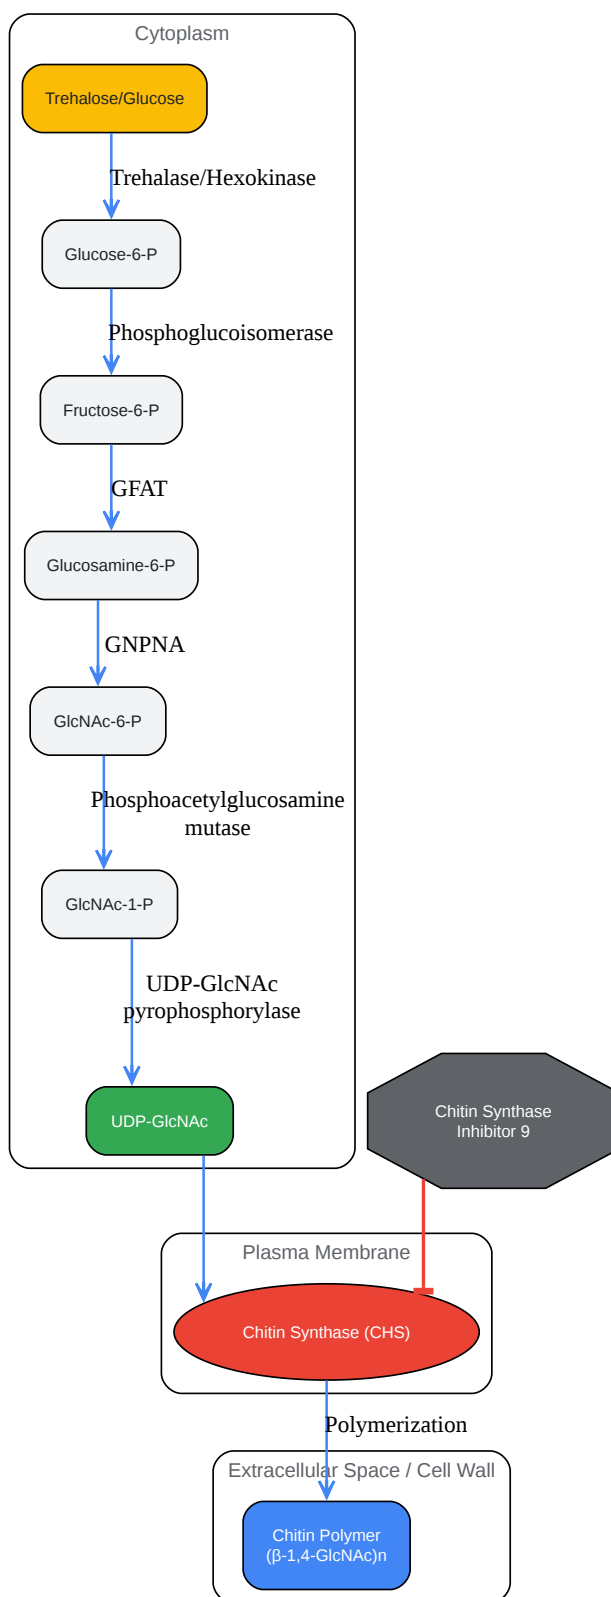 Cytoplasm
Trehalose/Glucose
Trehalase/Hexokinase
Glucose-6-P
Phosphoglucoisomerase
Fructose-6-P
GFAT
Glucosamine-6-P
GNPNA
GlcNAc-6-P
Phosphoacetylglucosamine
mutase
GlcNAc-1-P
UDP-GlcNAc
pyrophosphorylase
UDP-GlcNAc
Chitin Synthase
Inhibitor 9
Plasma Membrane
Chitin Synthase (CHS)
Polymerization
Extracellular Space / Cell Wall
Chitin Polymer
(β-1,4-GlcNAc)n